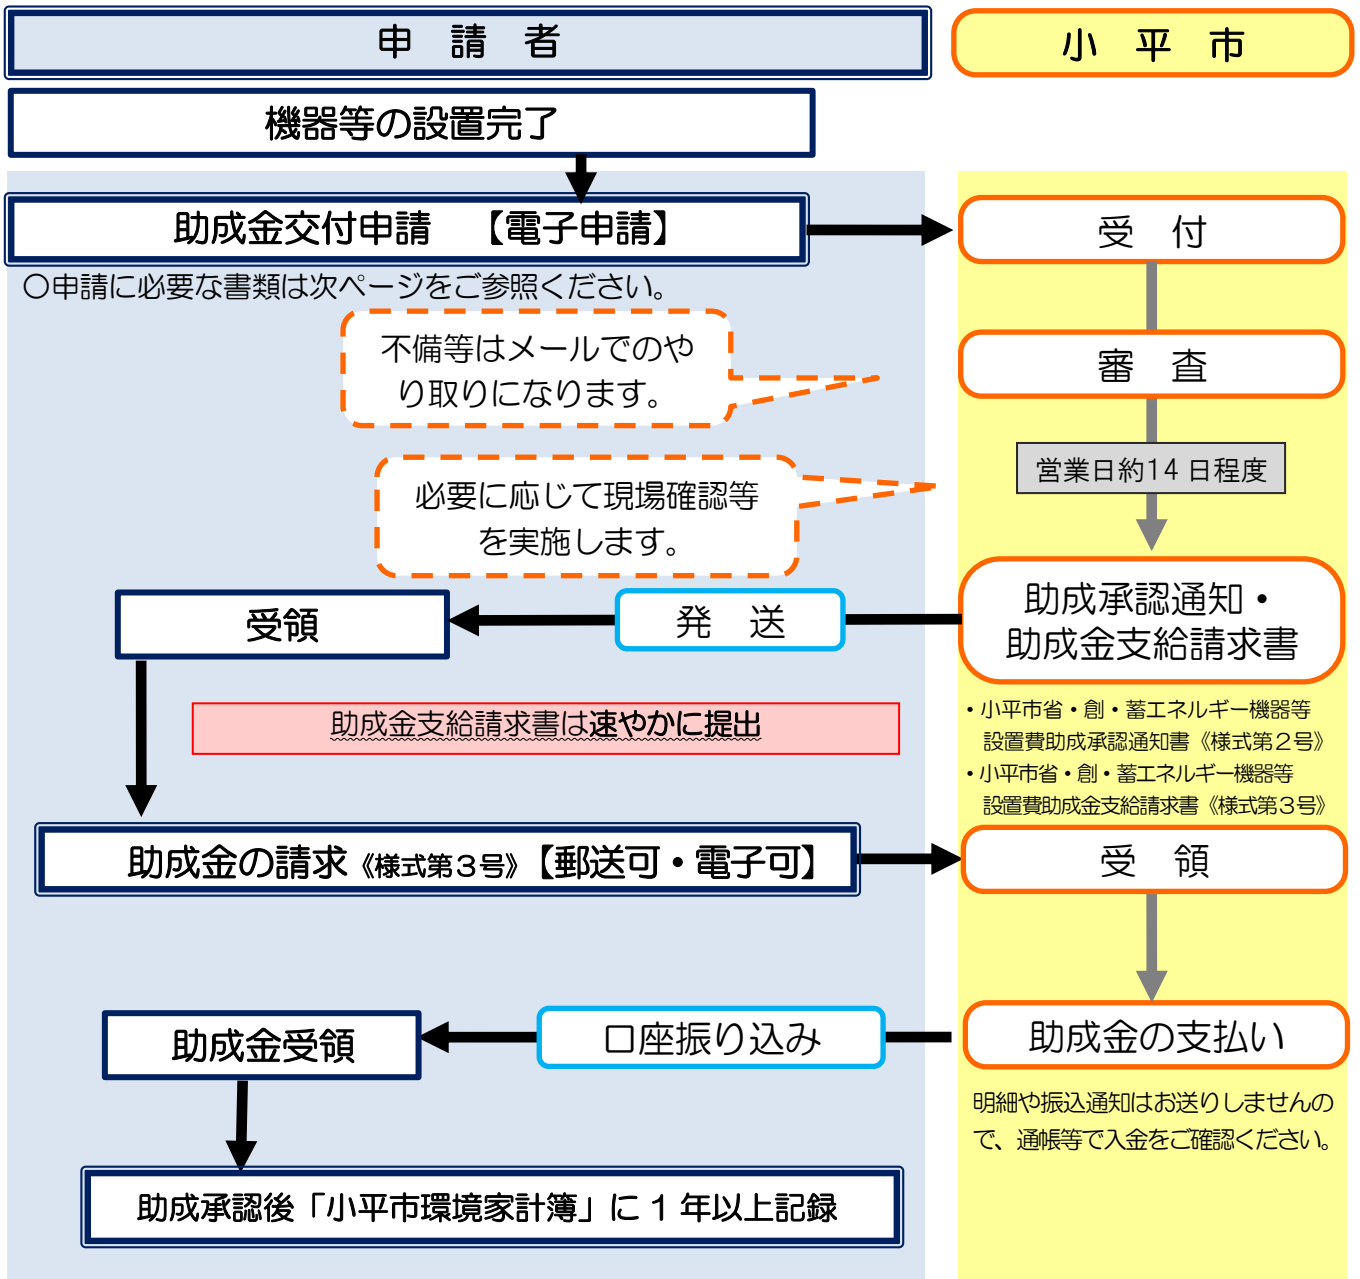 申　請　者
小　平　市
機器等の設置完了
助成金交付申請　【電子申請】
受　付
〇申請に必要な書類は次ページをご参照ください。
不備等はメールでのや
り取りになります。
審　査
営業日約14 日程度
必要に応じて現場確認等
を実施します。
助成承認通知・
助成金支給請求書
発　送
受領
助成金支給請求書は速やかに提出
・小平市省・創・蓄エネルギー機器等
設置費助成承認通知書《様式第２号》
・小平市省・創・蓄エネルギー機器等
設置費助成金支給請求書《様式第３号》
助成金の請求《様式第３号》【郵送可・電子可】
受　領
助成金の支払い
口座振り込み
助成金受領
明細や振込通知はお送りしませんの
で、通帳等で入金をご確認ください。
助成承認後「小平市環境家計簿」に 1 年以上記録